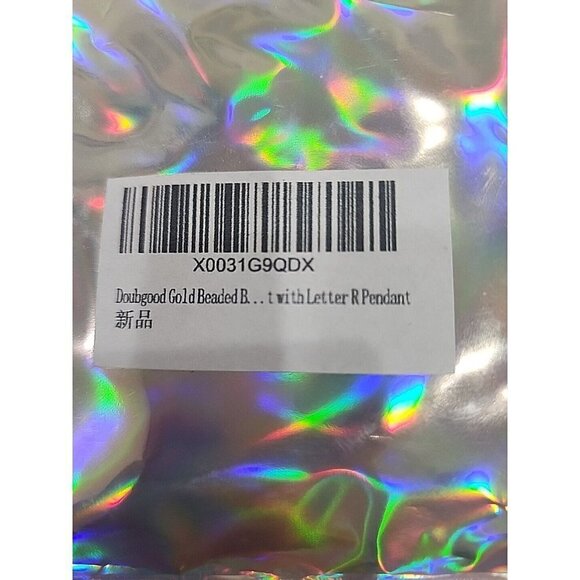 X0031G9QDX
Doubgood Gold Beaded B...t with Letter R Pendant
新品